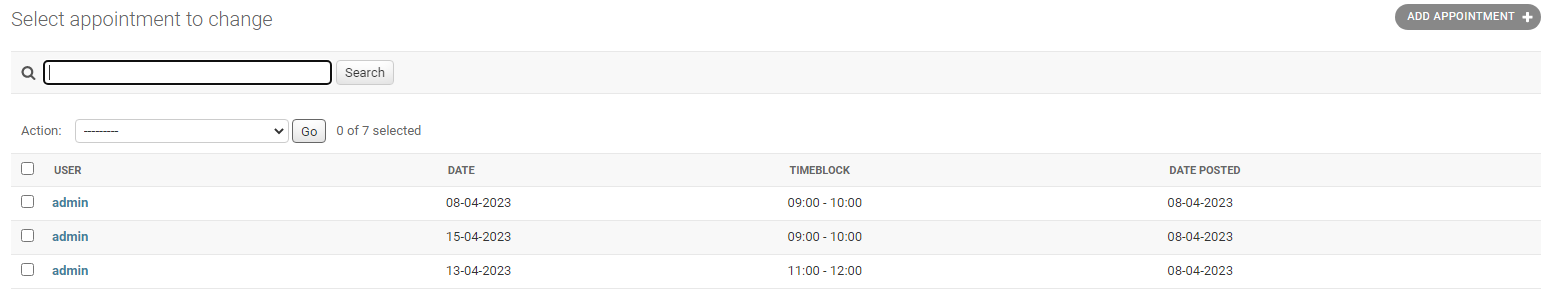 Select appointment to change
ADD APPOINTMENT +
Search
Action: --------- Go 0 of 7 selected
USER DATE TIMEBLOCK DATE POSTED
admin 08-04-2023 09:00 - 10:00 08-04-2023
admin 15-04-2023 09:00 - 10:00 08-04-2023
admin 13-04-2023 11:00 - 12:00 08-04-2023